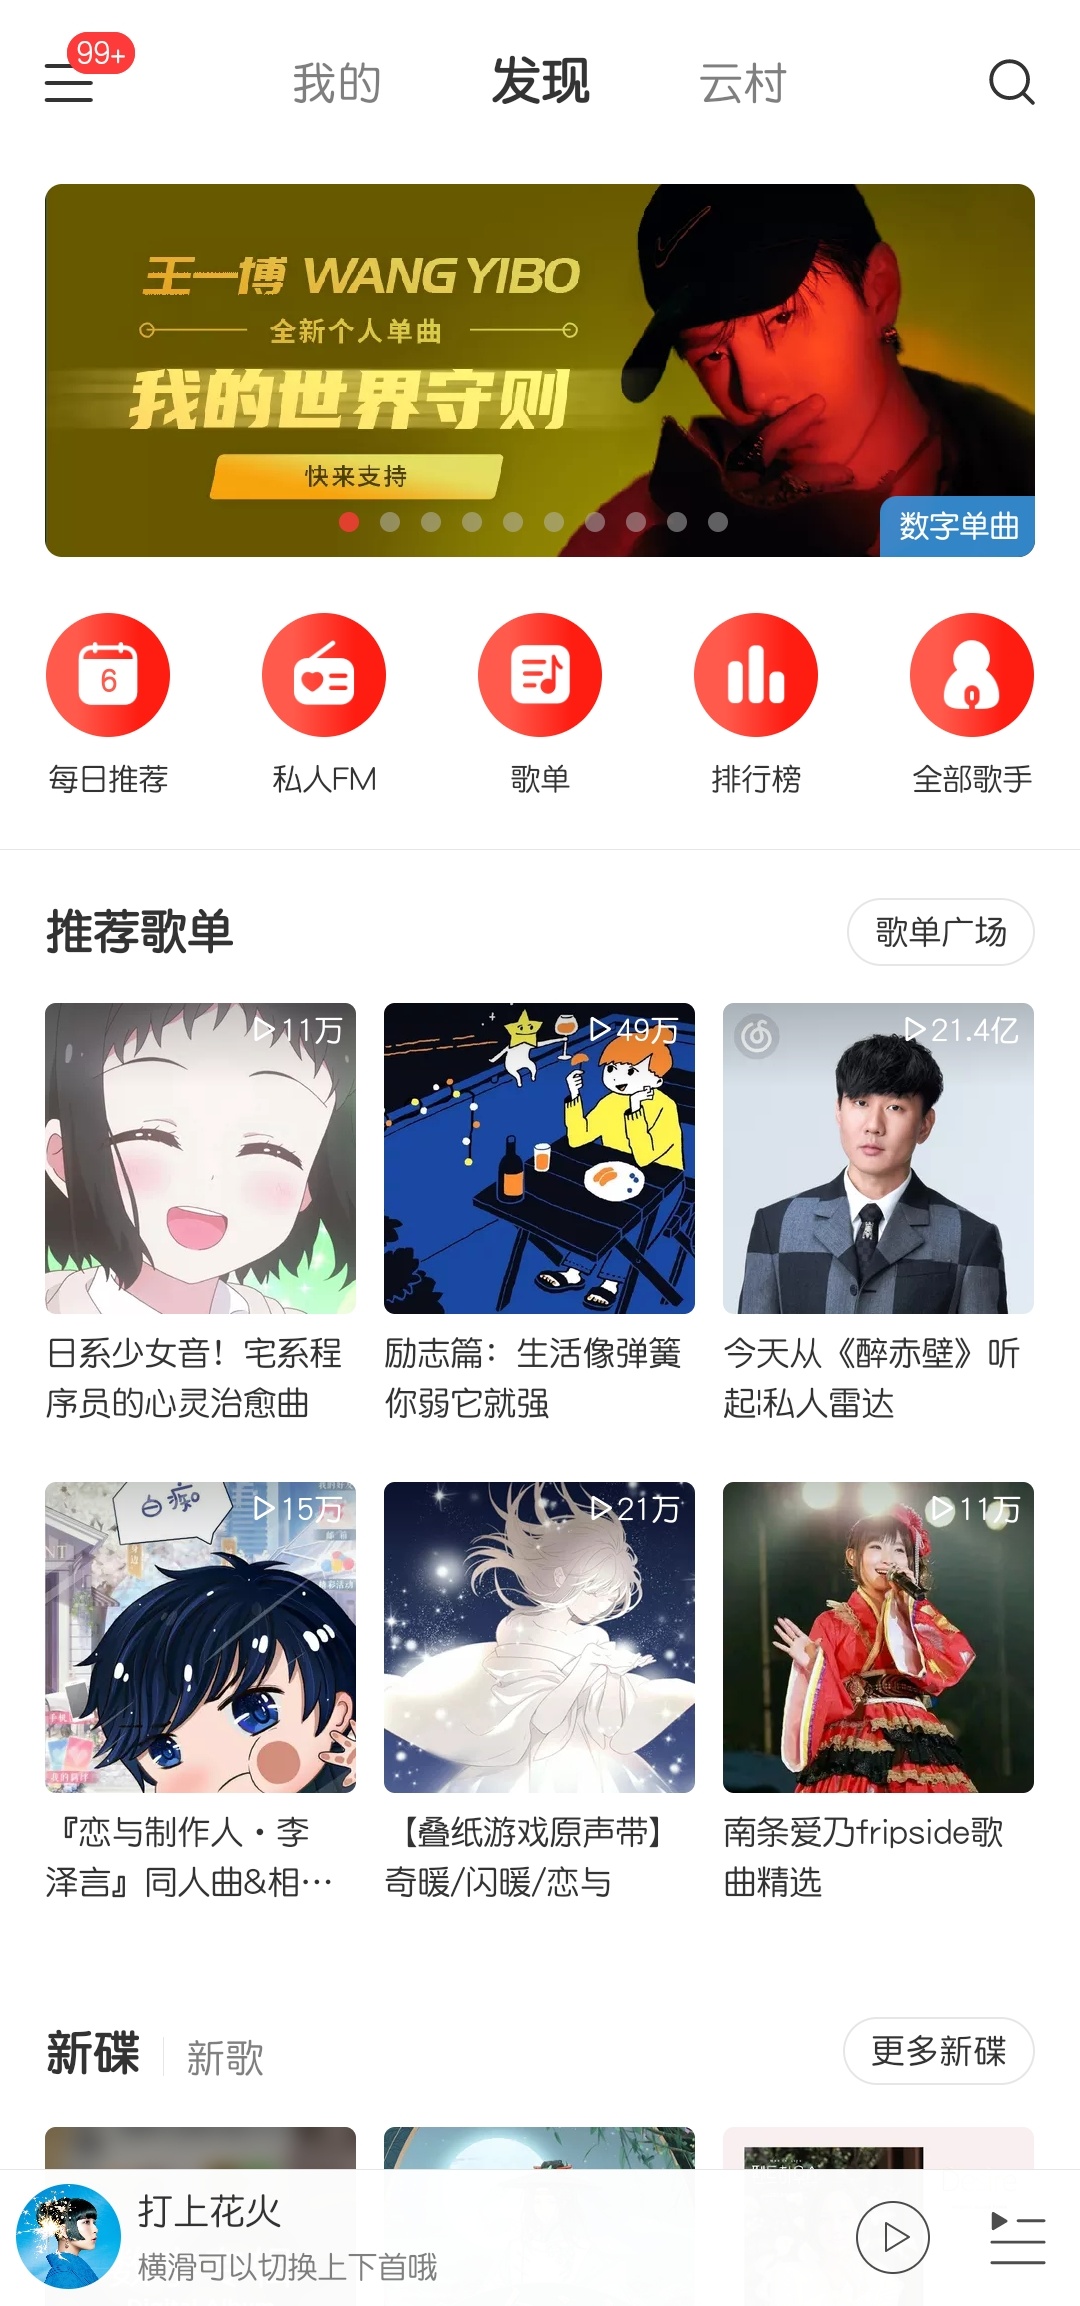 99+
我的
发现
云村
王一博 WANG YIBO
全新个人单曲
我的世界守则
快来支持
数字单曲
6
每日推荐
私人FM
歌单
排行榜
全部歌手
推荐歌单
歌单广场
11万
49万
21.4亿
日系少女音！宅系程
序员的心灵治愈曲
励志篇：生活像弹簧
你弱它就强
今天从《醉赤壁》听
起¦私人雷达
白痴
15万
21万
11万
『恋与制作人·李
泽言』同人曲&相…
【叠纸游戏原声带】
奇暖/闪暖/恋与
南条爱乃fripside歌
曲精选
新碟
新歌
更多新碟
打上花火
横滑可以切换上下首哦